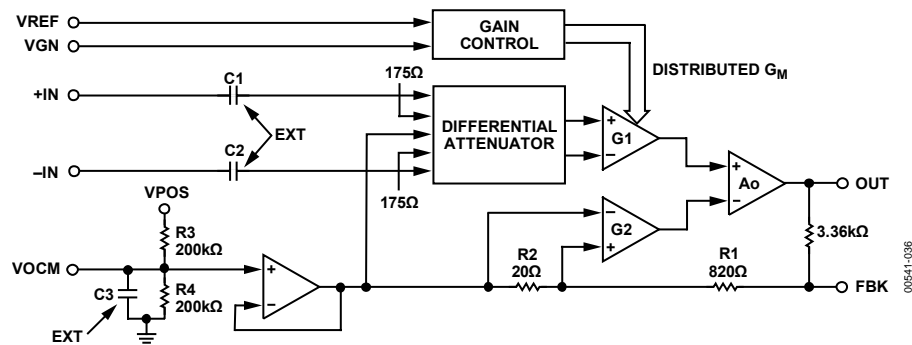 VREF
VGN
GAIN
CONTROL
DISTRIBUTED GM
+IN
C1
175Ω
EXT
DIFFERENTIAL
ATTENUATOR
+
G1
–
–IN
C2
175Ω
VPOS
R3
200kΩ
VOCM
C3
R4
200kΩ
EXT
+
–
–
G2
+
+
Ao
–
OUT
3.36kΩ
R2
20Ω
R1
820Ω
FBK
00541-036